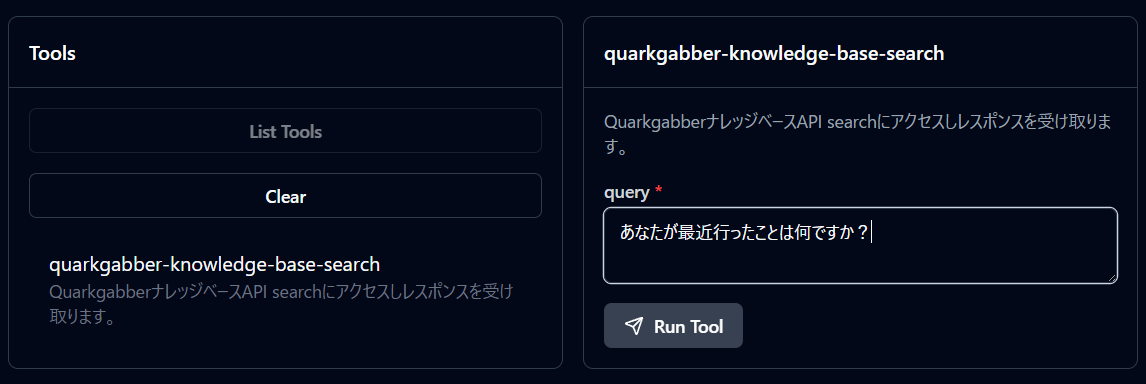 Tools
List Tools
Clear
quarkgabber-knowledge-base-search
QuarkgabberナレッジベースAPI searchにアクセスしレスポンスを受け
取ります。
quarkgabber-knowledge-base-search
QuarkgabberナレッジベースAPI searchにアクセスしレスポンスを受け取りま
す。
query *
あなたが最近行ったことは何ですか？
Run Tool